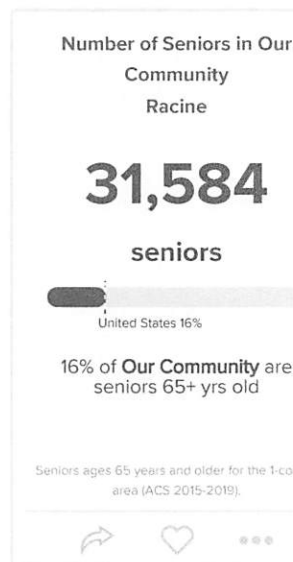 Number of Seniors in Our
Community
Racine
31,584
seniors
United States 16%
16% of Our Community are
seniors 65+ yrs old
Seniors ages 65 years and older for the 1-co
area (ACS 2015-2019).